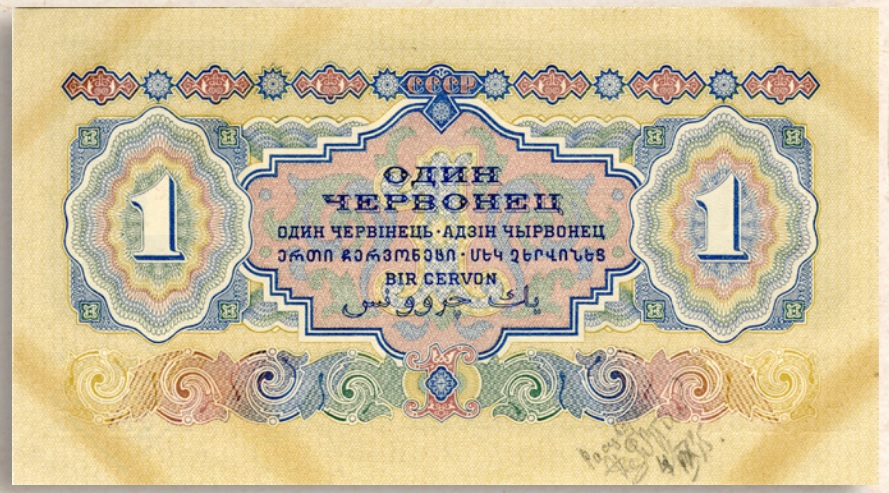 СССР
1
1
ОДИН
ЧЕРВОНЕЦ
ОДИН ЧЕРВІНЕЦЬ · АДЗІН ЧЫРВОНЕЦ
ერთი ჩერვონეცი · ՄԵԿ ՉԵՐՎՈՆԵՑ
BIR CERVON
يك چروونس